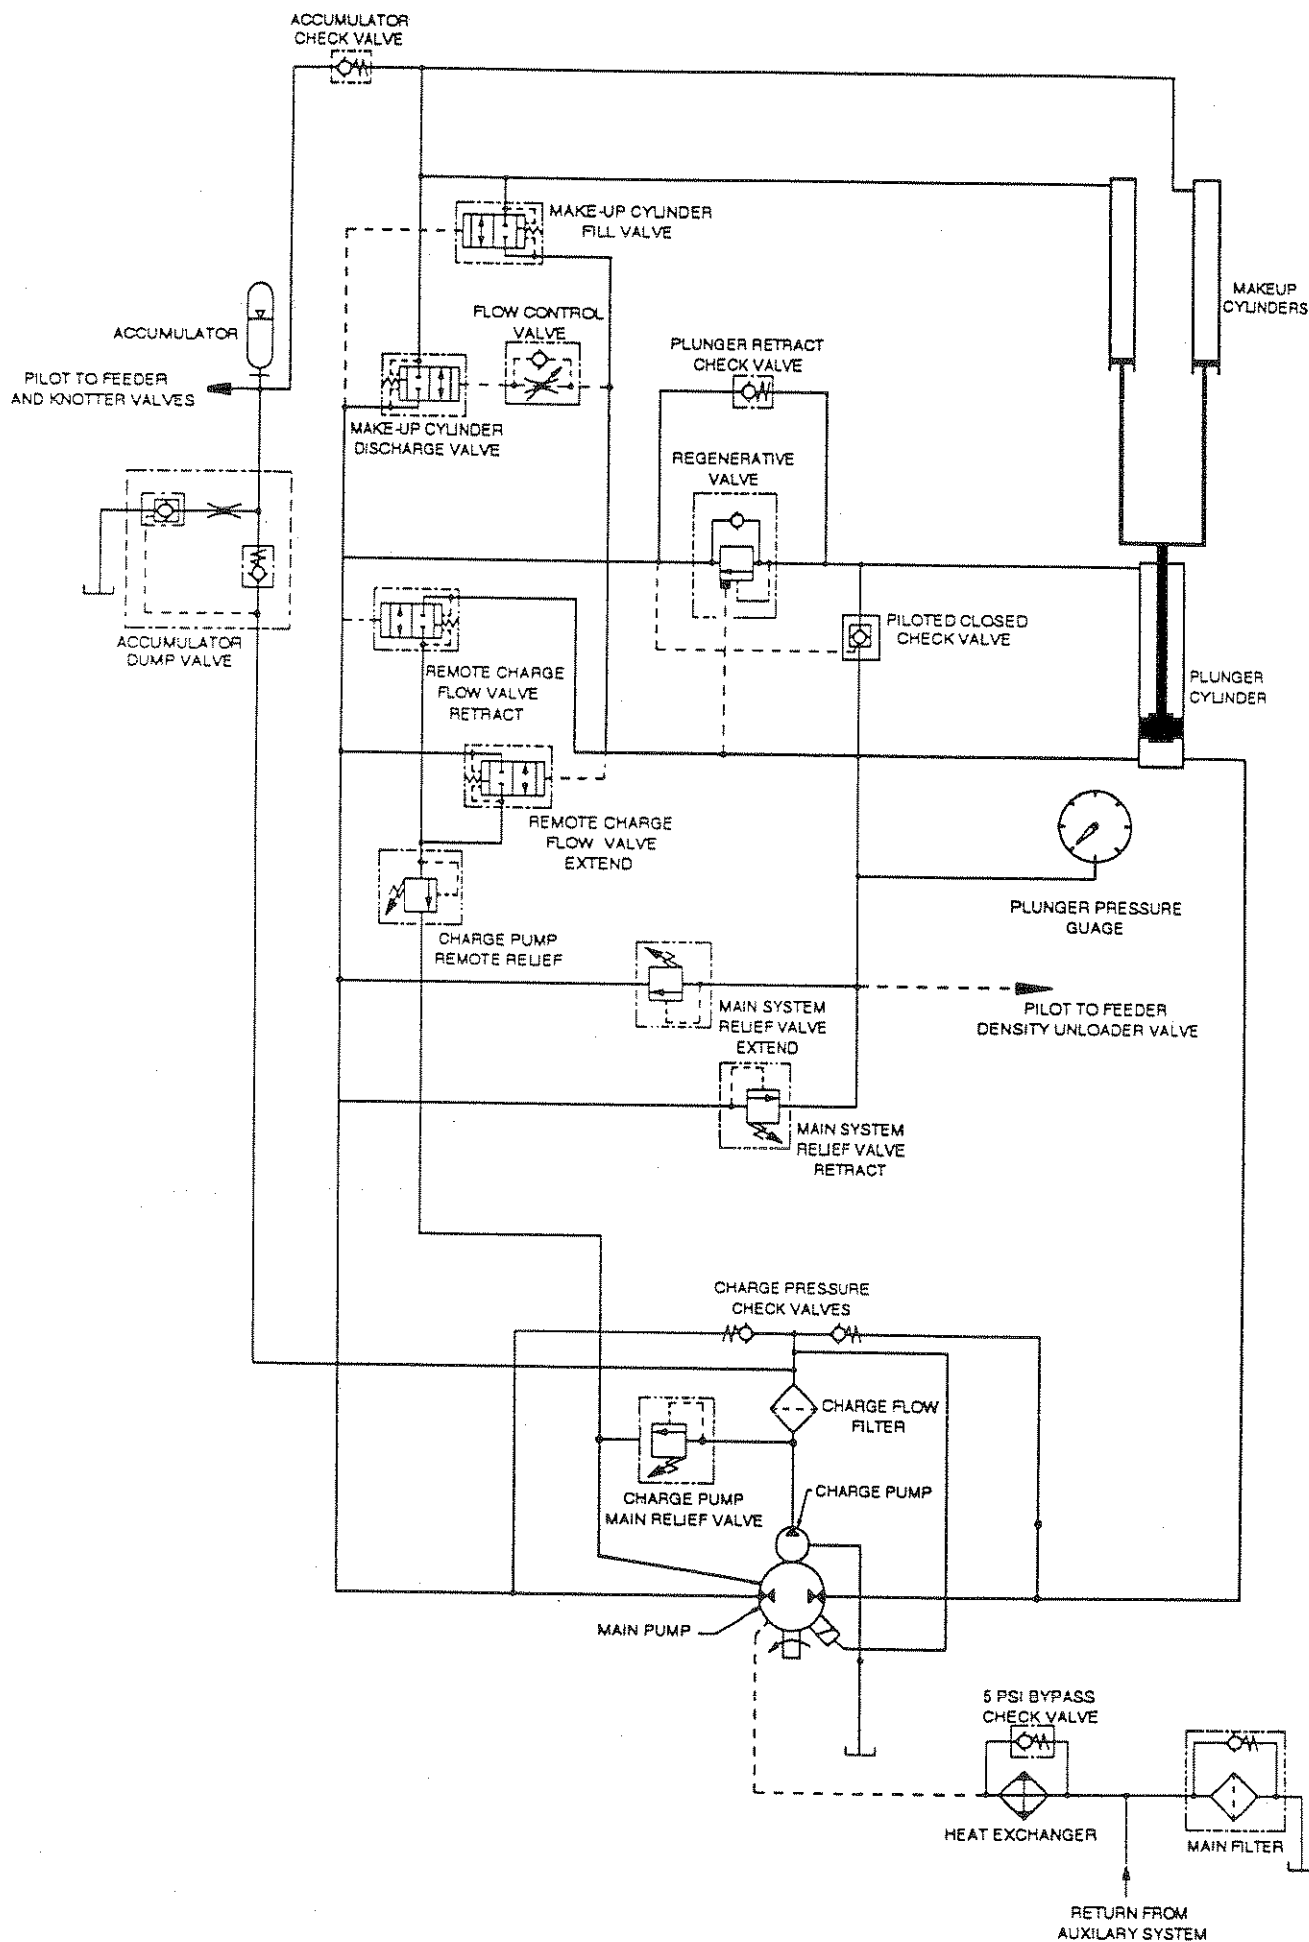 ACCUMULATOR
CHECK VALVE
MAKE-UP CYLINDER
FILL VALVE
MAKEUP
CYLINDERS
ACCUMULATOR
FLOW CONTROL
VALVE
PLUNGER RETRACT
CHECK VALVE
PILOT TO FEEDER
AND KNOTTER VALVES
MAKE-UP CYLINDER
DISCHARGE VALVE
REGENERATIVE
VALVE
ACCUMULATOR
DUMP VALVE
PILOTED CLOSED
CHECK VALVE
REMOTE CHARGE
FLOW VALVE
RETRACT
PLUNGER
CYLINDER
REMOTE CHARGE
FLOW VALVE
EXTEND
PLUNGER PRESSURE
GUAGE
CHARGE PUMP
REMOTE RELIEF
MAIN SYSTEM
RELIEF VALVE
EXTEND
PILOT TO FEEDER
DENSITY UNLOADER VALVE
MAIN SYSTEM
RELIEF VALVE
RETRACT
CHARGE PRESSURE
CHECK VALVES
CHARGE FLOW
FILTER
CHARGE PUMP
MAIN RELIEF VALVE
CHARGE PUMP
MAIN PUMP
5 PSI BYPASS
CHECK VALVE
HEAT EXCHANGER
MAIN FILTER
RETURN FROM
AUXILARY SYSTEM